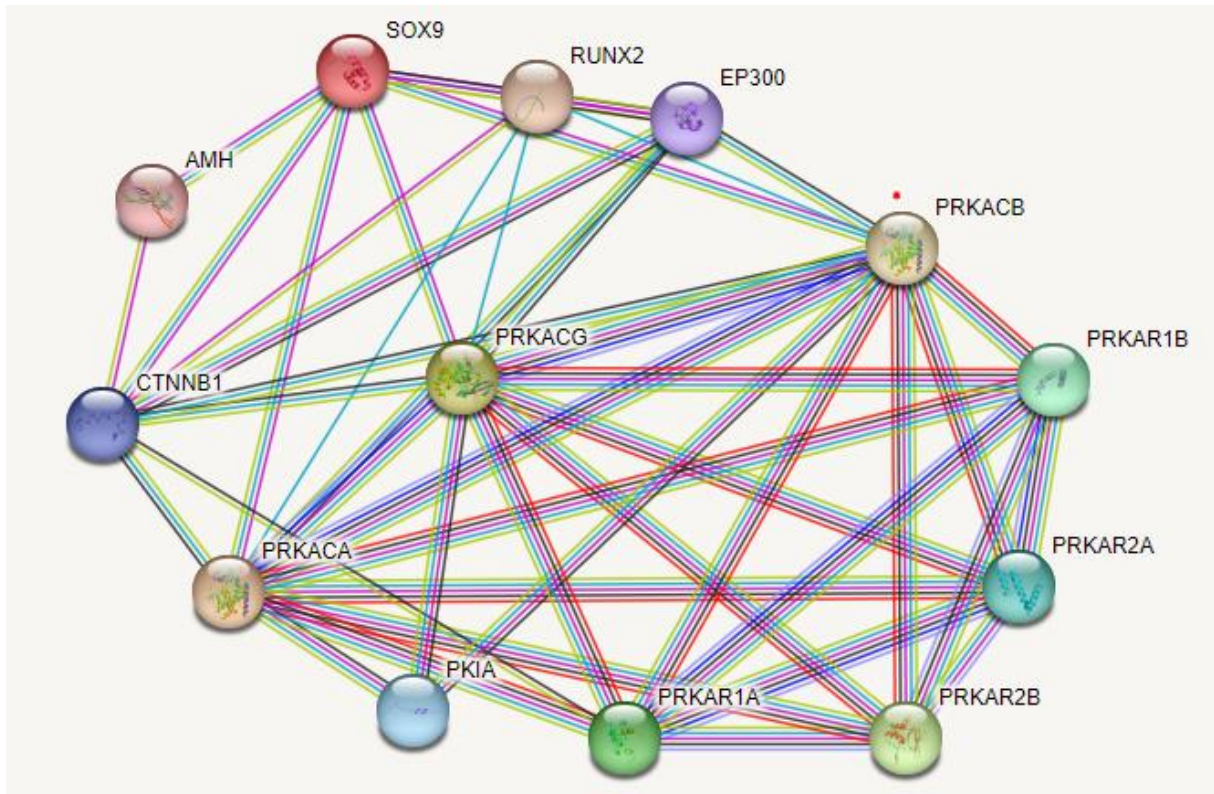 SOX9
RUNX2
EP300
AMH
PRKACB
PRKACG
PRKAR1B
CTNNB1
PRKACA
PRKAR2A
PKIA
PRKAR1A
PRKAR2B